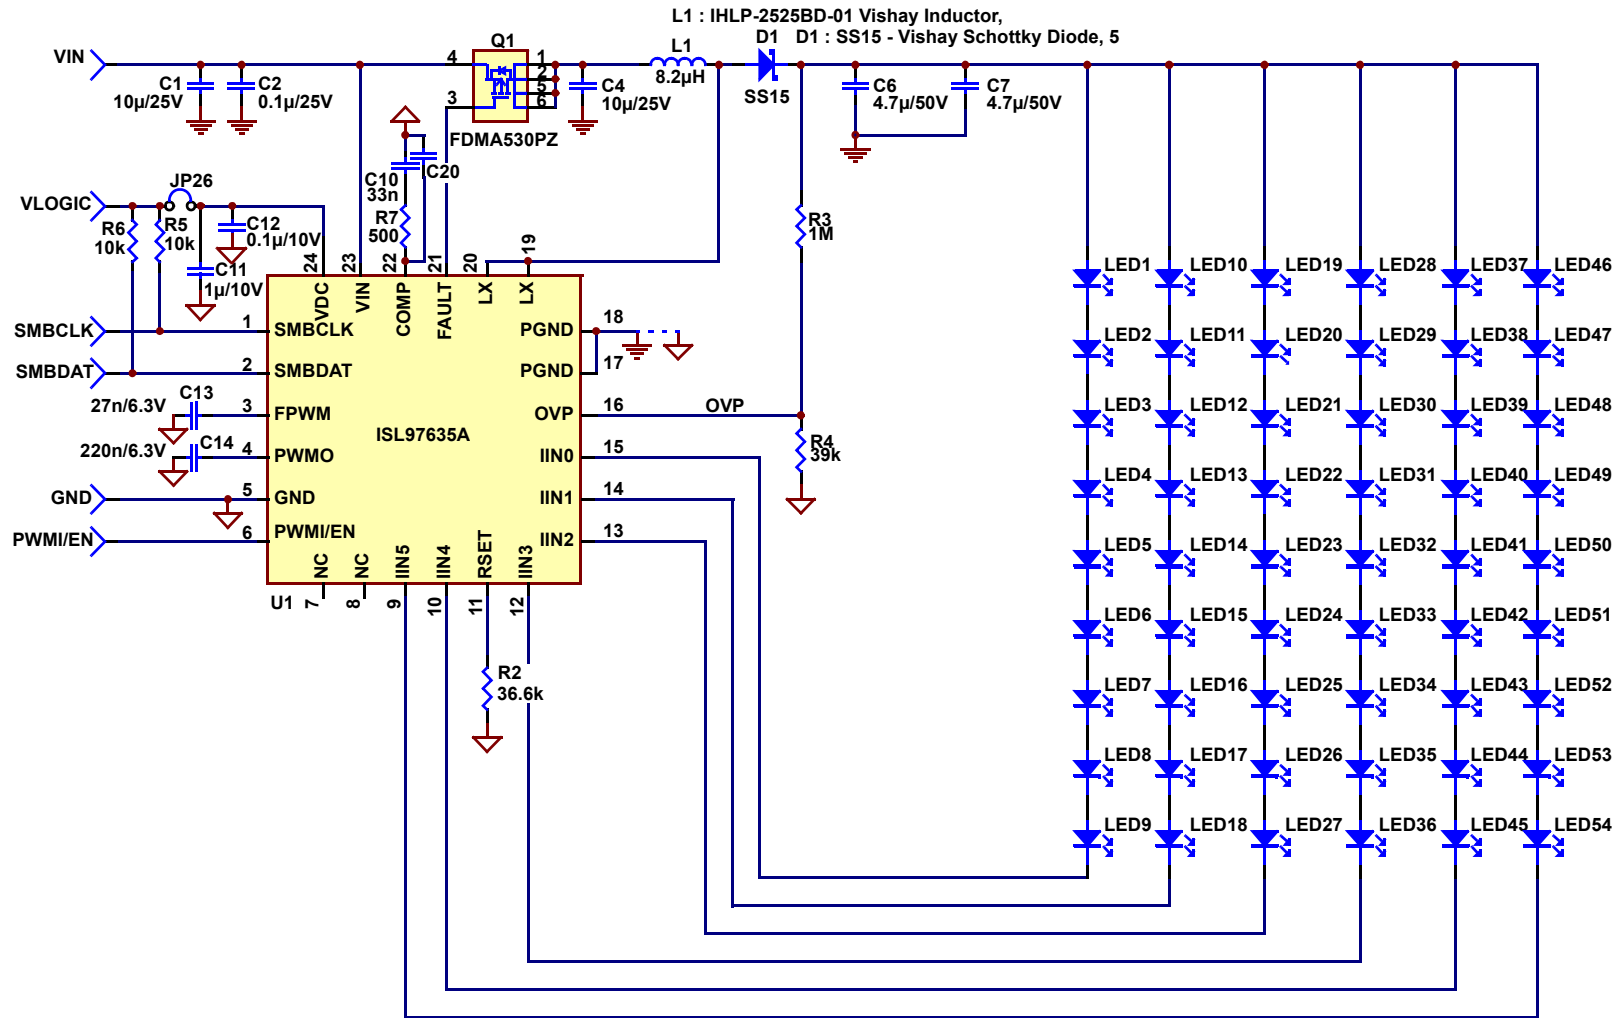 L1 : IHLP-2525BD-01 Vishay Inductor,
D1 D1 : SS15 - Vishay Schottky Diode, 5
VIN
C1
10µ/25V
C2
0.1µ/25V
Q1
4
3
1
2
5
6
FDMA530PZ
C4
10µ/25V
L1
8.2µH
SS15
C6
4.7µ/50V
C7
4.7µ/50V
C10
33n
C20
R7
500
VLOGIC
JP26
R6
10k
R5
10k
C12
0.1µ/10V
C11
1µ/10V
R3
1M
24
23
22
21
20
19
VDC
VIN
COMP
FAULT
LX
LX
SMBCLK
1
SMBCLK
SMBDAT
2
SMBDAT
27n/6.3V
C13
3
FPWM
220n/6.3V
C14
4
PWMO
GND
5
GND
PWMI/EN
6
PWMI/EN
ISL97635A
PGND
18
PGND
17
OVP
16
OVP
IIN0
15
IIN1
14
IIN2
13
R4
39k
NC
NC
IIN5
IIN4
RSET
IIN3
U1
7
8
9
10
11
12
R2
36.6k
LED1 LED10 LED19 LED28 LED37 LED46
LED2 LED11 LED20 LED29 LED38 LED47
LED3 LED12 LED21 LED30 LED39 LED48
LED4 LED13 LED22 LED31 LED40 LED49
LED5 LED14 LED23 LED32 LED41 LED50
LED6 LED15 LED24 LED33 LED42 LED51
LED7 LED16 LED25 LED34 LED43 LED52
LED8 LED17 LED26 LED35 LED44 LED53
LED9 LED18 LED27 LED36 LED45 LED54